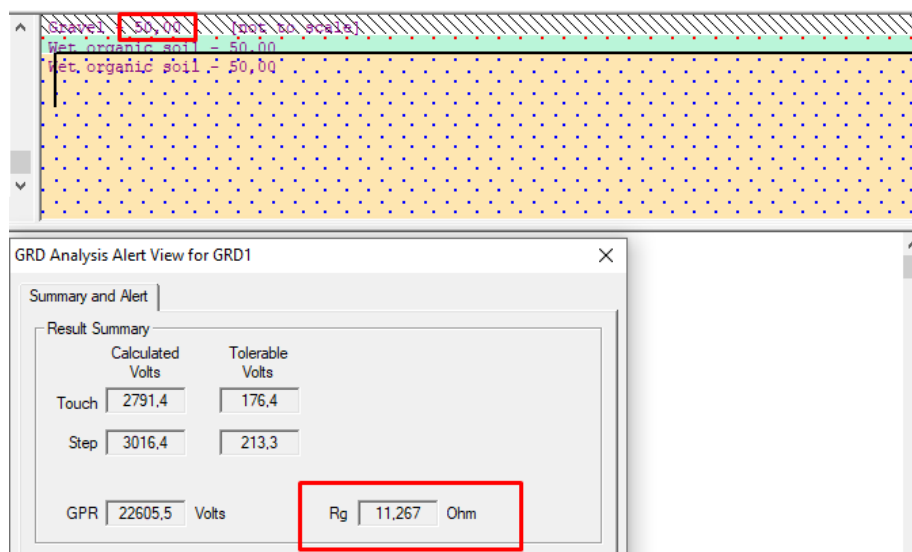 Gravel - 50,00 [not to scale]
Wet organic soil - 50,00
Wet organic soil - 50,00
GRD Analysis Alert View for GRD1
Summary and Alert
Result Summary
Calculated Volts Tolerable Volts
Touch 2791,4 176,4
Step 3016,4 213,3
GPR 22605,5 Volts Rg 11,267 Ohm